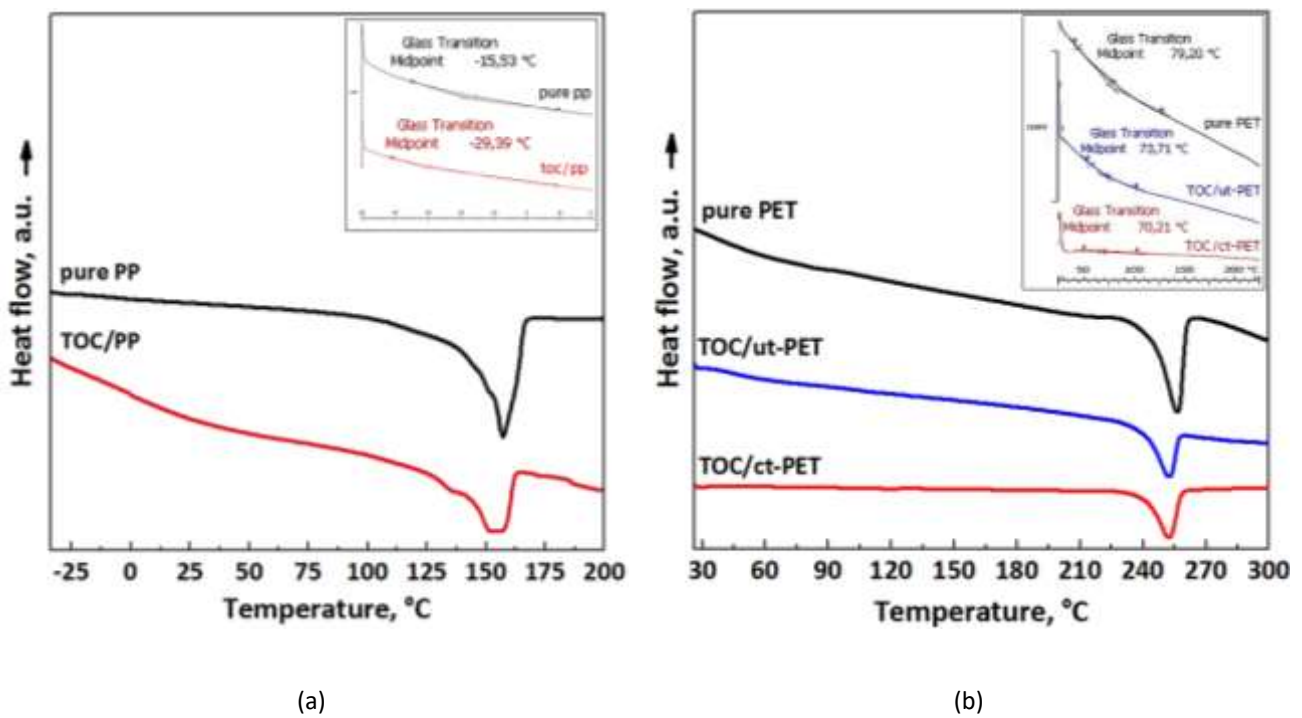 Glass Transition
Midpoint -15,53 °C
pure pp
Glass Transition
Midpoint -29,39 °C
toc/pp
pure PP
TOC/PP
Heat flow, a.u.
-25 0 25 50 75 100 125 150 175 200
Temperature, °C
(a)
Glass Transition
Midpoint 79,20 °C
pure PET
Glass Transition
Midpoint 73,71 °C
TOC/ut-PET
Glass Transition
Midpoint 70,21 °C
TOC/ct-PET
50 100 150 200 °C
pure PET
TOC/ut-PET
TOC/ct-PET
Heat flow, a.u.
30 60 90 120 150 180 210 240 270 300
Temperature, °C
(b)